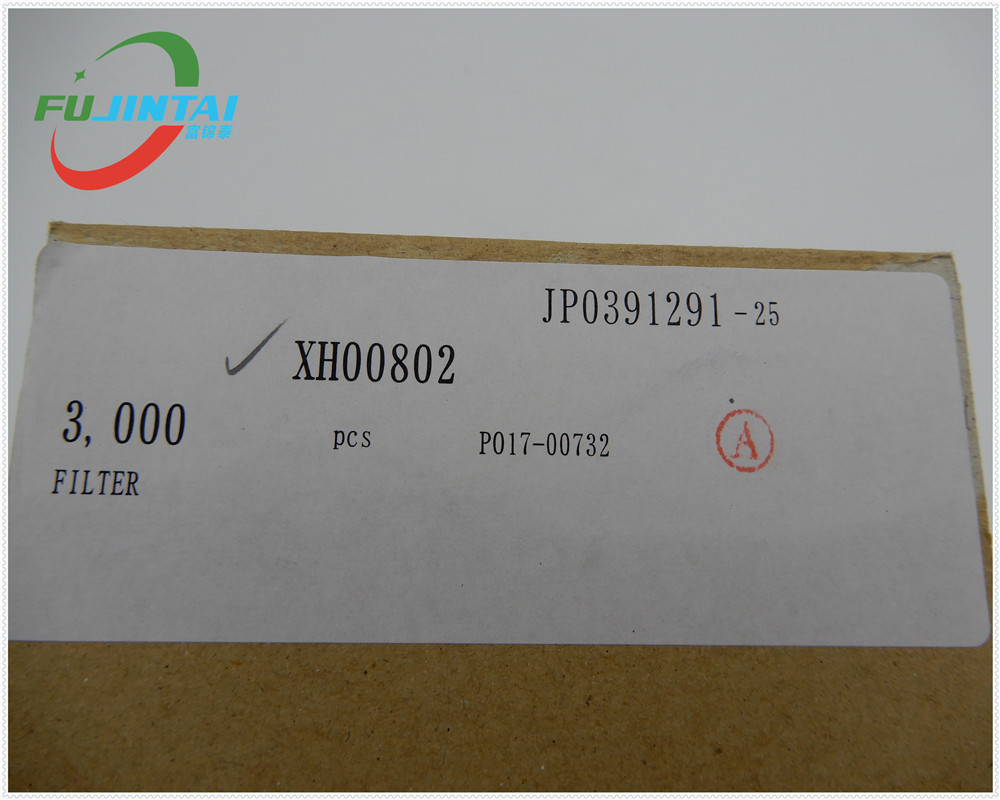 FUJINTAI
富锦泰
JP0391291-25
XH00802
3,000 pcs P017-00732 A
FILTER